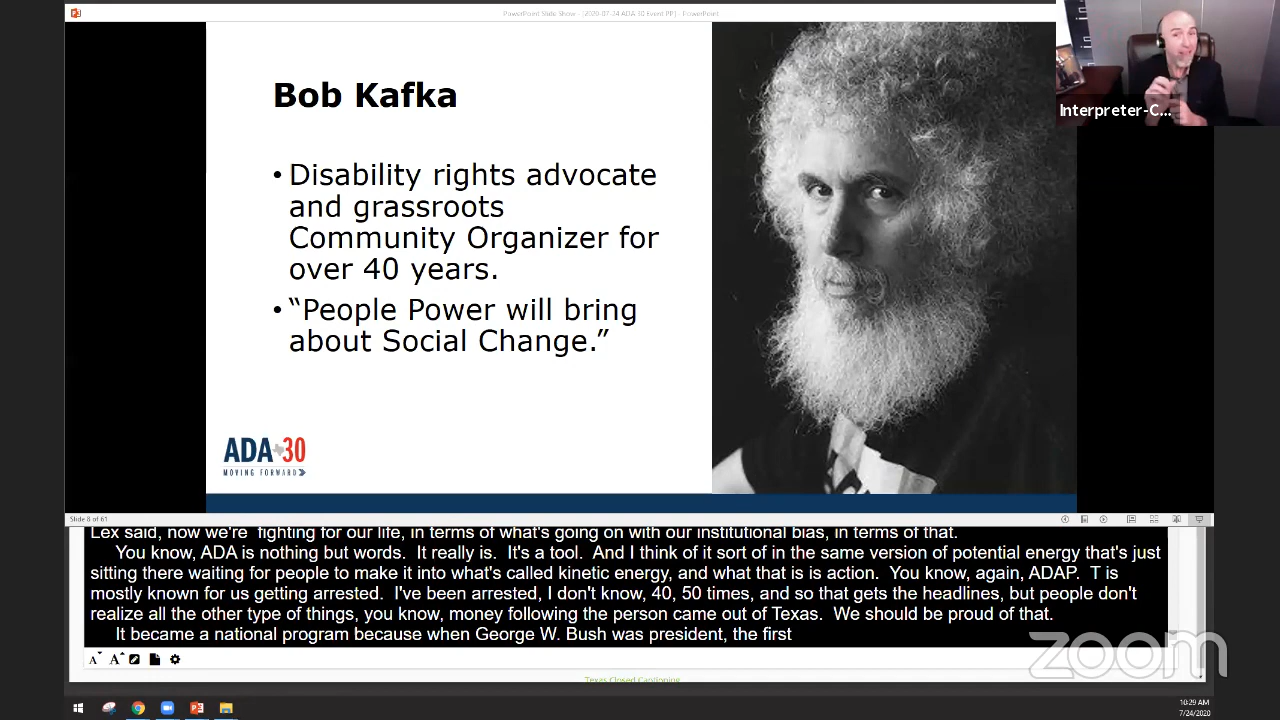 PowerPoint Slide Show - [2020-07-24 ADA 30 Event PP] - PowerPoint
Bob Kafka
• Disability rights advocate
and grassroots
Community Organizer for
over 40 years.
• “People Power will bring
about Social Change.”
ADA 30
MOVING FORWARD
Interpreter-C...
Slide 8 of 61
Lex said, now we're fighting for our life, in terms of what's going on with our institutional bias, in terms of that.
You know, ADA is nothing but words. It really is. It's a tool. And I think of it sort of in the same version of potential energy that's just
sitting there waiting for people to make it into what's called kinetic energy, and what that is is action. You know, again, ADAP. T is
mostly known for us getting arrested. I've been arrested, I don't know, 40, 50 times, and so that gets the headlines, but people don't
realize all the other type of things, you know, money following the person came out of Texas. We should be proud of that.
It became a national program because when George W. Bush was president, the first
A A
Texas Closed Captioning
zoom
10:29 AM
7/24/2020